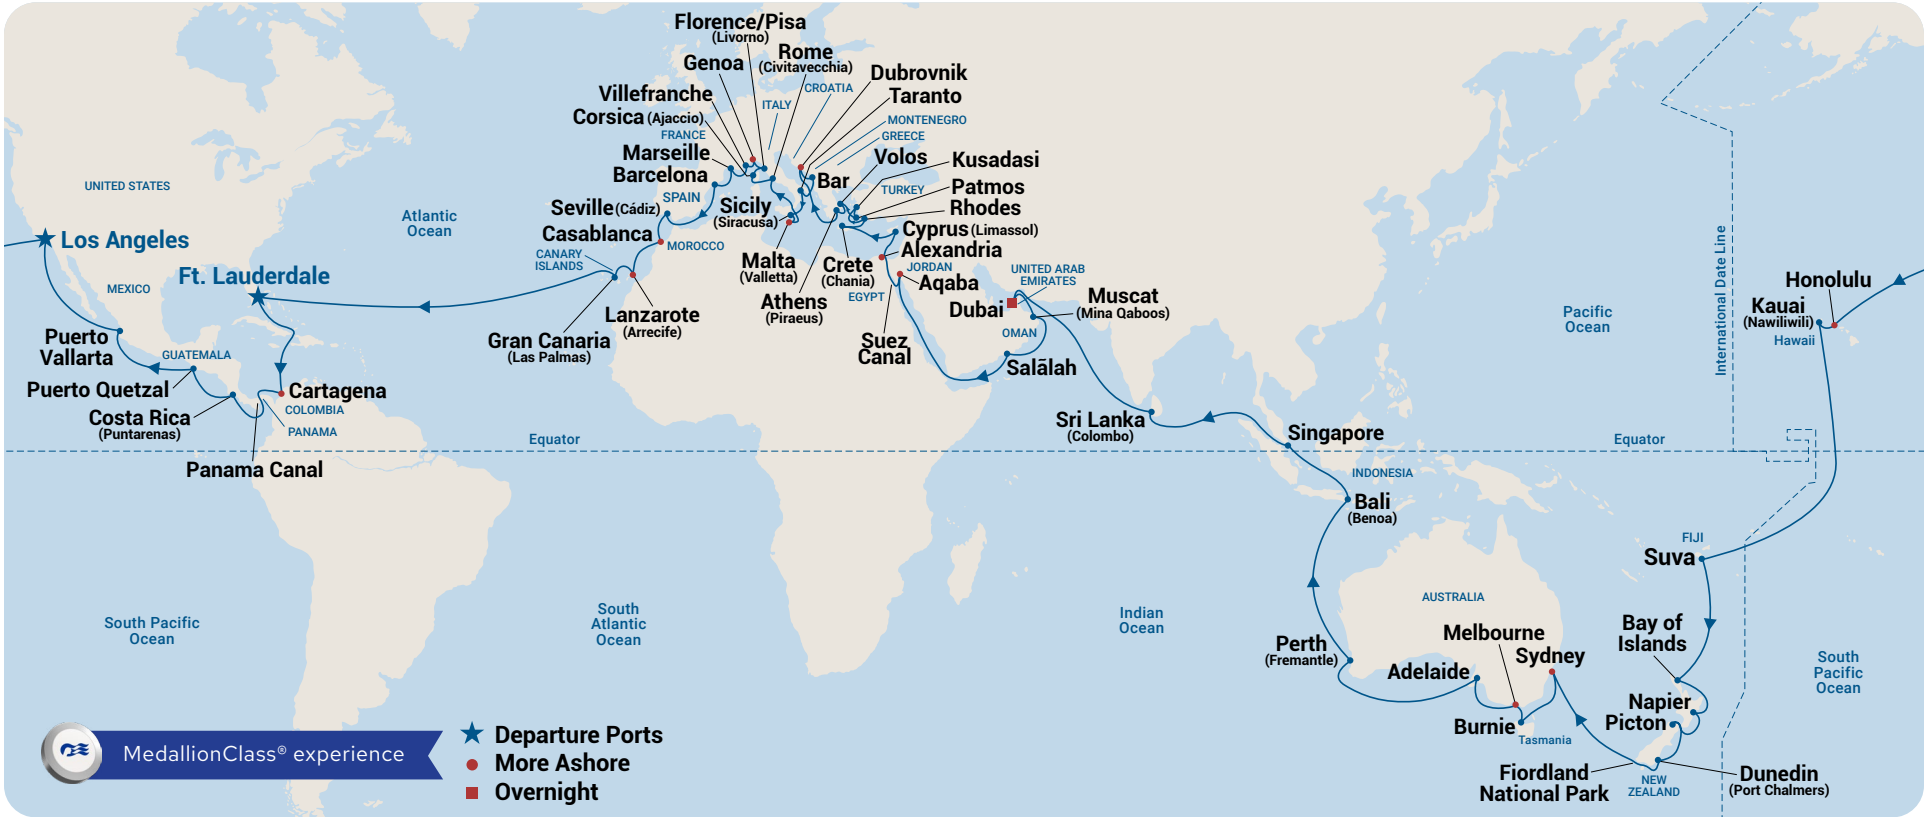 Florence/Pisa
(Livorno)
Rome
(Civitavecchia)
Genoa
Dubrovnik
CROATIA
Taranto
Villefranche
ITALY
Corsica (Ajaccio)
MONTENEGRO
FRANCE
GREECE
Marseille
Volos
Kusadasi
Barcelona
Bar
UNITED STATES
TURKEY
Patmos
SPAIN
Seville (Cádiz)
Sicily
(Siracusa)
Rhodes
Atlantic
Ocean
Casablanca
Cyprus (Limassol)
Los Angeles
MOROCCO
Alexandria
CANARY
ISLANDS
Malta
(Valletta)
Crete
(Chania)
JORDAN
UNITED ARAB
EMIRATES
Aqaba
Ft. Lauderdale
MEXICO
EGYPT
Athens
(Piraeus)
Dubai
Muscat
(Mina Qaboos)
Honolulu
Kauai
(Nawiliwili)
Hawaii
Pacific
Ocean
International Date Line
Lanzarote
(Arrecife)
Gran Canaria
(Las Palmas)
Suez
Canal
OMAN
Salãlah
Puerto
Vallarta
GUATEMALA
Puerto Quetzal
Cartagena
COLOMBIA
Costa Rica
(Puntarenas)
PANAMA
Panama Canal
Equator
Sri Lanka
(Colombo)
Singapore
Equator
INDONESIA
Bali
(Benoa)
FIJI
Suva
AUSTRALIA
South Pacific
Ocean
South
Atlantic
Ocean
Indian
Ocean
Perth
(Fremantle)
Melbourne
Sydney
Adelaide
Bay of
Islands
South
Pacific
Ocean
Napier
Picton
Burnie
Tasmania
Fiordland
National Park
NEW
ZEALAND
Dunedin
(Port Chalmers)
MedallionClass® experience
Departure Ports
More Ashore
Overnight